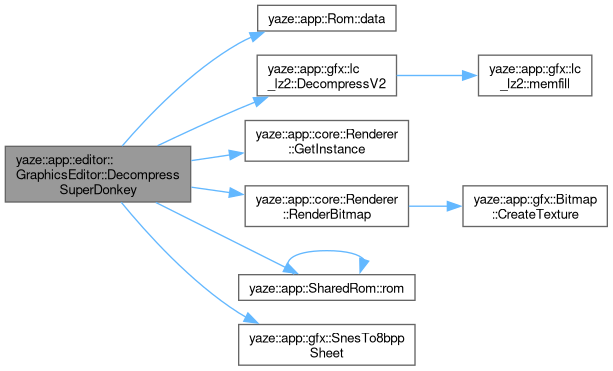 yaze::app::Rom::data
yaze::app::gfx::lc
_lz2::DecompressV2
yaze::app::gfx::lc
_lz2::memfill
yaze::app::core::Renderer
::GetInstance
yaze::app::editor::
GraphicsEditor::Decompress
SuperDonkey
yaze::app::core::Renderer
::RenderBitmap
yaze::app::gfx::Bitmap
::CreateTexture
yaze::app::SharedRom::rom
yaze::app::gfx::SnesTo8bpp
Sheet